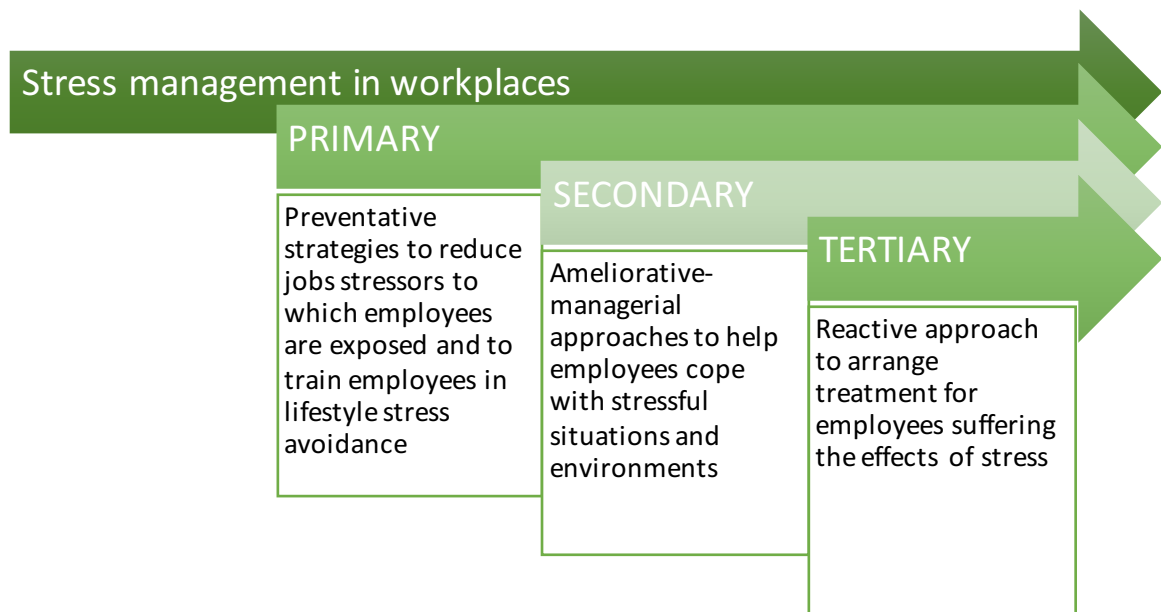 Stress management in workplaces
PRIMARY
Preventative
strategies to reduce
jobs stressors to
which employees
are exposed and to
train employees in
lifestyle stress
avoidance
SECONDARY
Ameliorative-
managerial
approaches to help
employees cope
with stressful
situations and
environments
TERTIARY
Reactive approach
to arrange
treatment for
employees suffering
the effects of stress